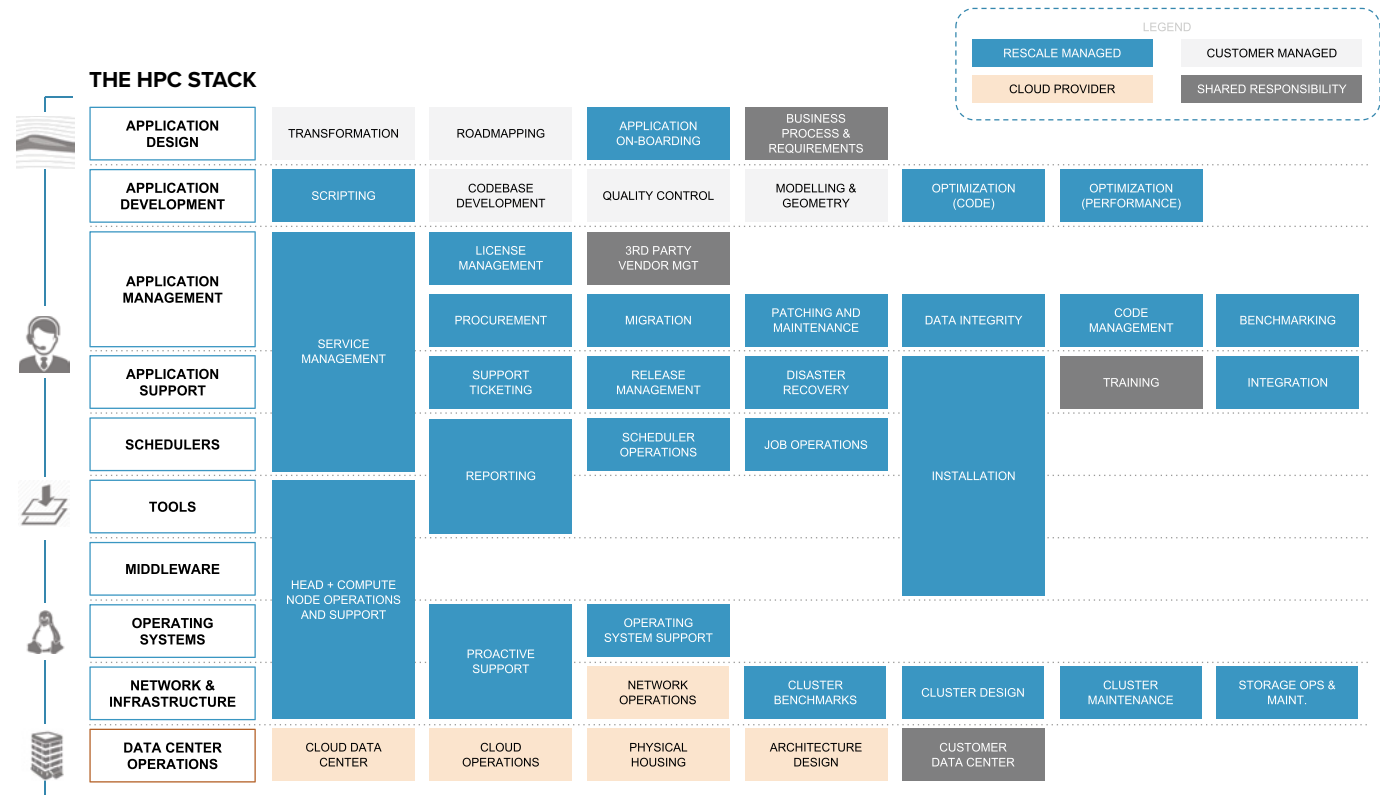 LEGEND
RESCALE MANAGED
CUSTOMER MANAGED
CLOUD PROVIDER
SHARED RESPONSIBILITY
THE HPC STACK
APPLICATION
DESIGN
TRANSFORMATION
ROADMAPPING
APPLICATION
ON-BOARDING
BUSINESS
PROCESS &
REQUIREMENTS
APPLICATION
DEVELOPMENT
SCRIPTING
CODEBASE
DEVELOPMENT
QUALITY CONTROL
MODELLING &
GEOMETRY
OPTIMIZATION
(CODE)
OPTIMIZATION
(PERFORMANCE)
APPLICATION
MANAGEMENT
SERVICE
MANAGEMENT
LICENSE
MANAGEMENT
3RD PARTY
VENDOR MGT
PROCUREMENT
MIGRATION
PATCHING AND
MAINTENANCE
DATA INTEGRITY
CODE
MANAGEMENT
BENCHMARKING
APPLICATION
SUPPORT
SUPPORT
TICKETING
RELEASE
MANAGEMENT
DISASTER
RECOVERY
INSTALLATION
TRAINING
INTEGRATION
SCHEDULERS
REPORTING
SCHEDULER
OPERATIONS
JOB OPERATIONS
TOOLS
HEAD + COMPUTE
NODE OPERATIONS
AND SUPPORT
MIDDLEWARE
OPERATING
SYSTEMS
PROACTIVE
SUPPORT
OPERATING
SYSTEM SUPPORT
NETWORK &
INFRASTRUCTURE
NETWORK
OPERATIONS
CLUSTER
BENCHMARKS
CLUSTER DESIGN
CLUSTER
MAINTENANCE
STORAGE OPS &
MAINT.
DATA CENTER
OPERATIONS
CLOUD DATA
CENTER
CLOUD
OPERATIONS
PHYSICAL
HOUSING
ARCHITECTURE
DESIGN
CUSTOMER
DATA CENTER